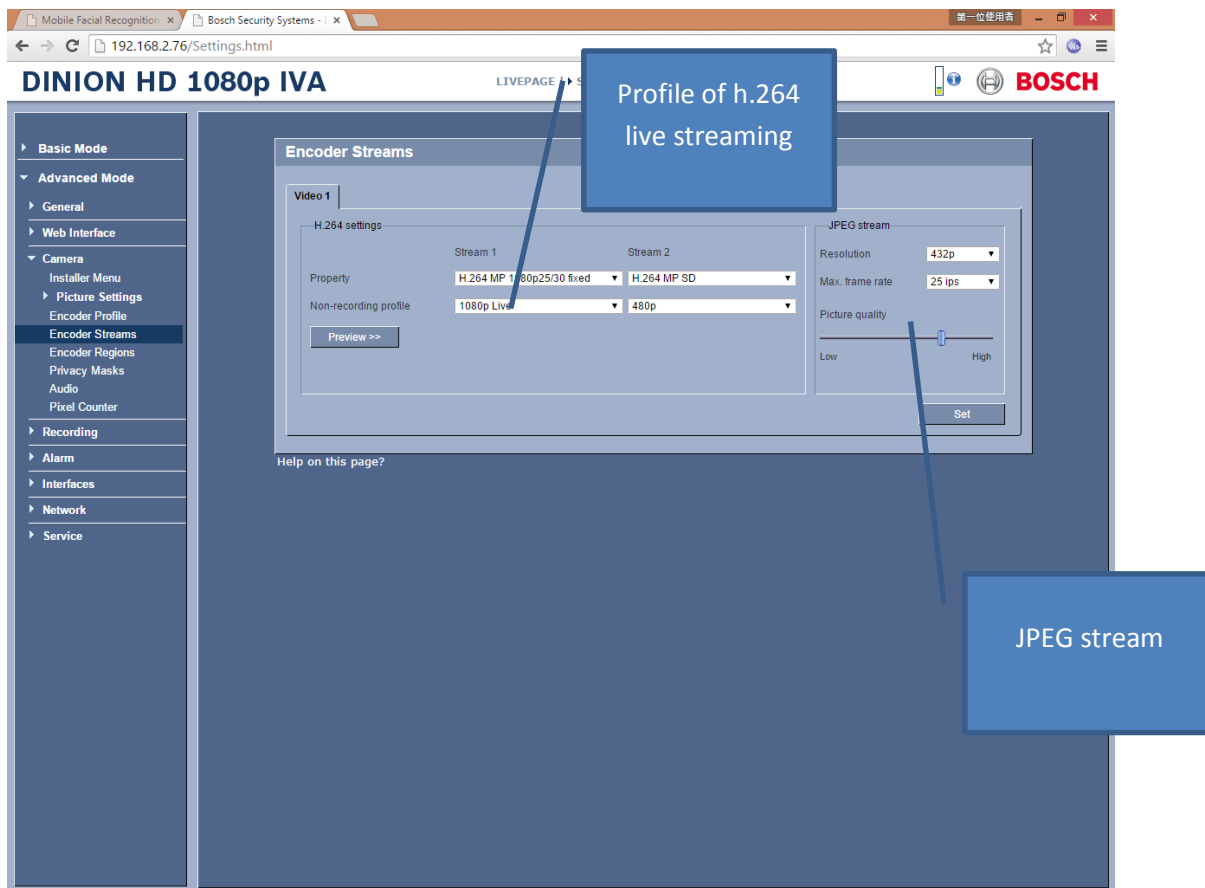 Mobile Facial Recognition
Bosch Security Systems -
第一位使用者
192.168.2.76/Settings.html
DINION HD 1080p IVA
LIVEPAGE
BOSCH
Profile of h.264
live streaming
Basic Mode
Advanced Mode
General
Web Interface
Camera
Installer Menu
Picture Settings
Encoder Profile
Encoder Streams
Encoder Regions
Privacy Masks
Audio
Pixel Counter
Recording
Alarm
Interfaces
Network
Service
Encoder Streams
Video 1
H.264 settings
Stream 1 Stream 2
Property H.264 MP 1080p25/30 fixed H.264 MP SD
Non-recording profile 1080p Live 480p
Preview >>
JPEG stream
Resolution 432p
Max. frame rate 25 ips
Picture quality
Low High
Set
Help on this page?
JPEG stream